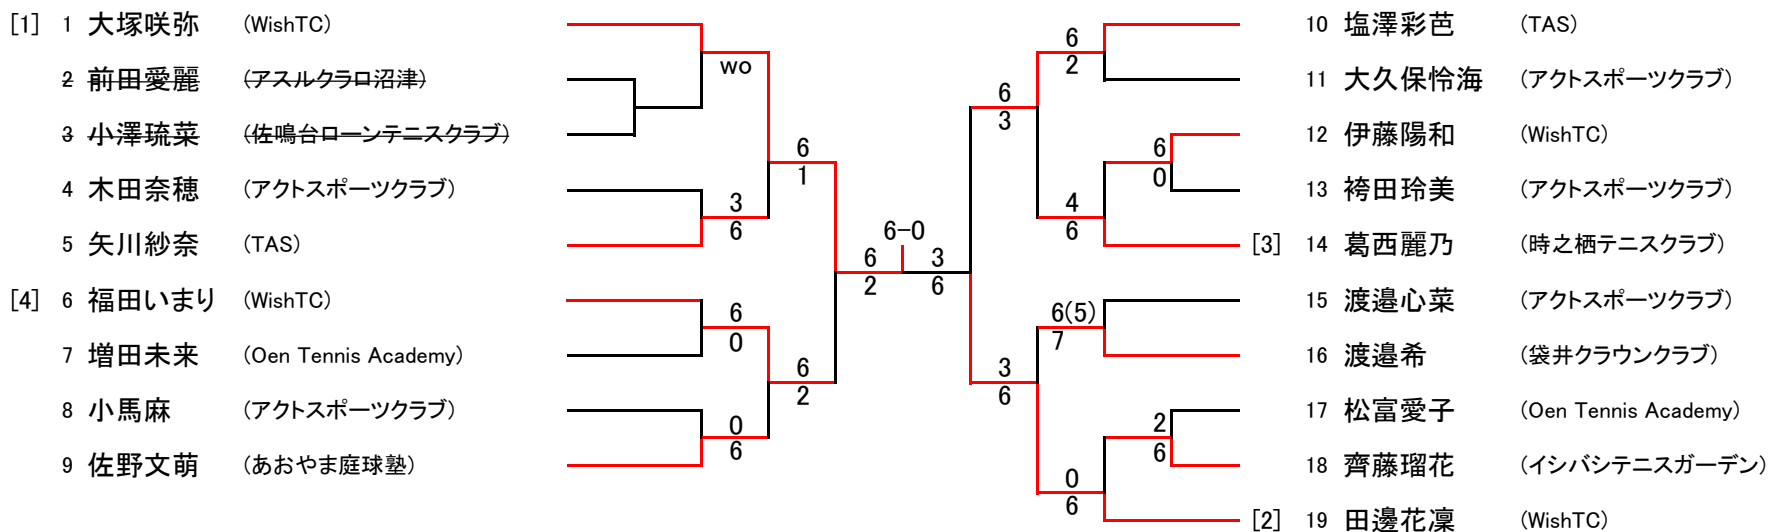 [1] 1 大塚咲弥 (WishTC)
2 前田愛麗 (アスルクラロ沼津)
3 小澤琉菜 (佐鳴台ローンテニスクラブ)
4 木田奈穂 (アクトスポーツクラブ)
5 矢川紗奈 (TAS)
[4] 6 福田いまり (WishTC)
7 増田未来 (Oen Tennis Academy)
8 小馬麻 (アクトスポーツクラブ)
9 佐野文萌 (あおやま庭球塾)
wo
3
6
6
0
0
6
6
1
6
2
6
2
6-0
3
6
6
3
3
6
6
2
4
6
6(5)
7
0
6
6
0
2
6
10 塩澤彩芭 (TAS)
11 大久保怜海 (アクトスポーツクラブ)
12 伊藤陽和 (WishTC)
13 袴田玲美 (アクトスポーツクラブ)
[3] 14 葛西麗乃 (時之栖テニスクラブ)
15 渡邉心菜 (アクトスポーツクラブ)
16 渡邉希 (袋井クラウンクラブ)
17 松富愛子 (Oen Tennis Academy)
18 齊藤瑠花 (イシバシテニスガーデン)
[2] 19 田邊花凜 (WishTC)